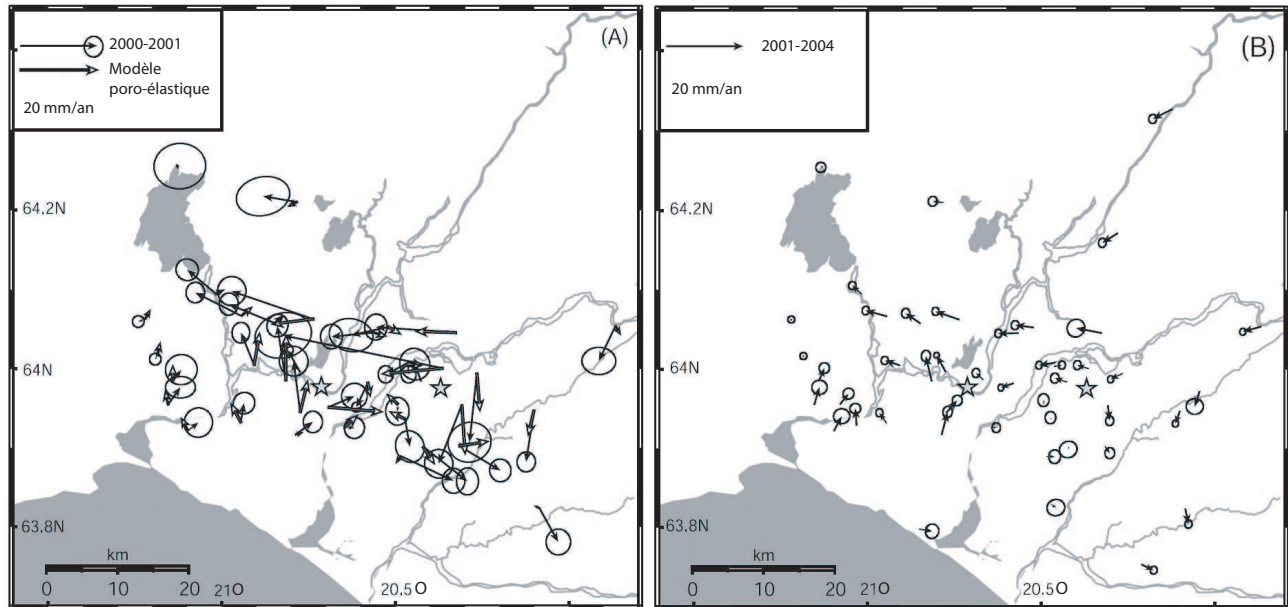 (A)
2000-2001
Modèle
poro-élastique
20 mm/an
64.2N
64N
63.8N
km
0 10 20 21O 20.5O
(B)
2001-2004
20 mm/an
64.2N
64N
63.8N
km
0 10 20 21O 20.5O